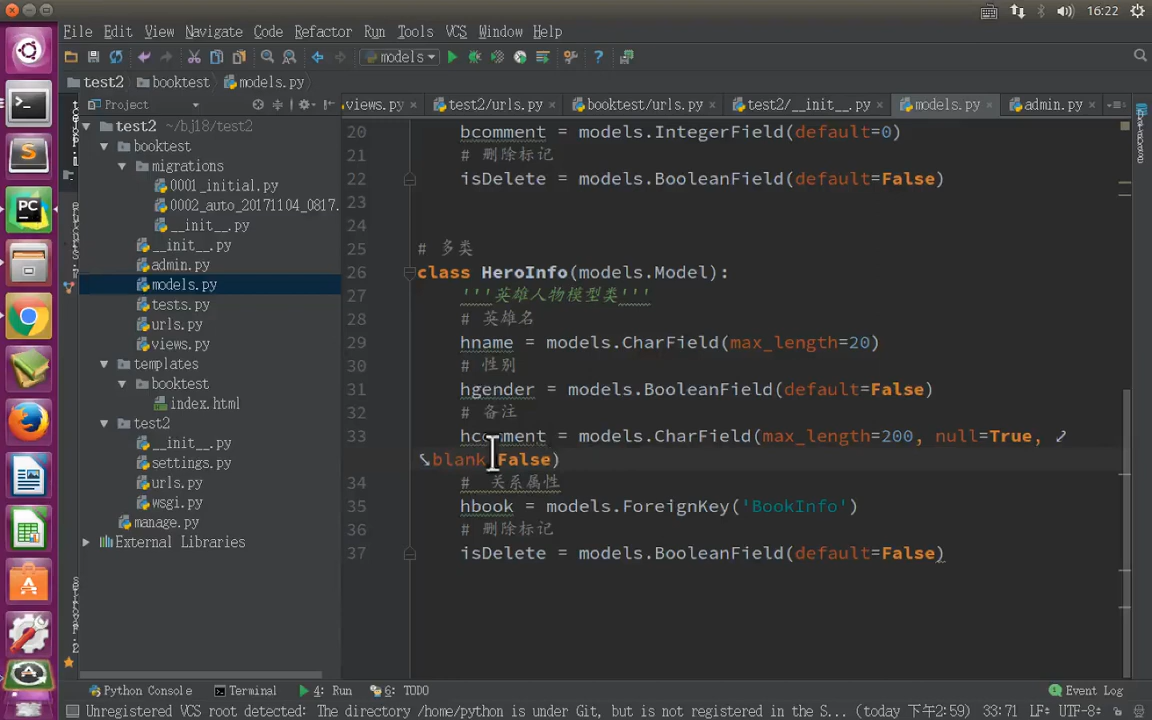 16:22
File Edit View Navigate Code Refactor Run Tools VCS Window Help
models
test2 booktest models.py
Project
views.py test2/urls.py booktest/urls.py test2/__init__.py models.py admin.py
test2 ~/bj18/test2
booktest
migrations
0001_initial.py
0002_auto_20171104_0817.
__init__.py
__init__.py
admin.py
models.py
tests.py
urls.py
views.py
templates
booktest
index.html
test2
__init__.py
settings.py
urls.py
wsgi.py
manage.py
External Libraries
20 bcomment = models.IntegerField(default=0)
21 # 删除标记
22 isDelete = models.BooleanField(default=False)
23
24
25 # 多类
26 class HeroInfo(models.Model):
27 '''英雄人物模型类'''
28 # 英雄名
29 hname = models.CharField(max_length=20)
30 # 性别
31 hgender = models.BooleanField(default=False)
32 # 备注
33 hcomment = models.CharField(max_length=200, null=True,
blank=False)
34 # 关系属性
35 hbook = models.ForeignKey('BookInfo')
36 # 删除标记
37 isDelete = models.BooleanField(default=False)
Python Console Terminal 4: Run 6: TODO Event Log
Unregistered VCS root detected: The directory /home/python is under Git, but is not registered in the S... (today 下午2:59) 33:71 LF÷ UTF-8÷